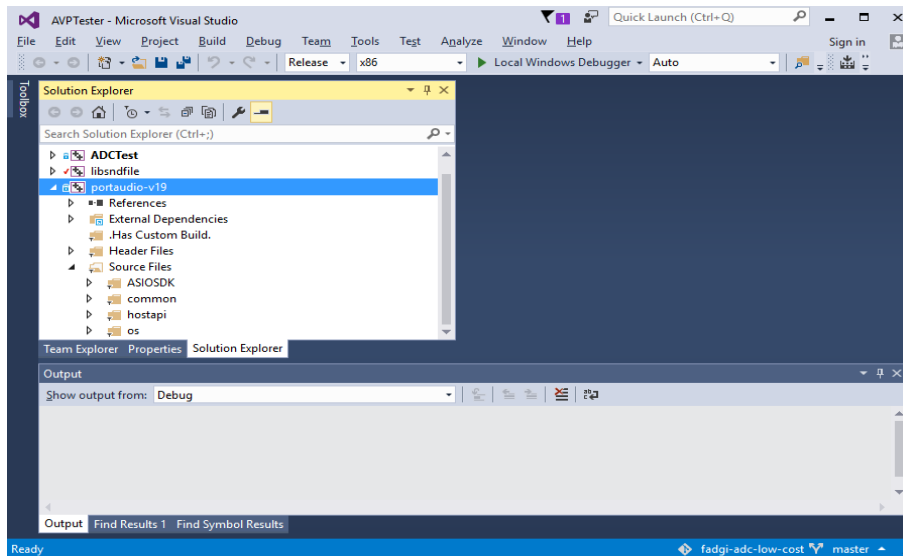 AVPTester - Microsoft Visual Studio
1
Quick Launch (Ctrl+Q)
File Edit View Project Build Debug Team Tools Test Analyze Window Help
Sign in
Release x86 Local Windows Debugger Auto
Toolbox
Solution Explorer
Search Solution Explorer (Ctrl+;)
ADCTest
libsndfile
portaudio-v19
References
External Dependencies
.Has Custom Build.
Header Files
Source Files
ASIOSDK
common
hostapi
os
Team Explorer Properties Solution Explorer
Output
Show output from: Debug
Output Find Results 1 Find Symbol Results
Ready
fadgi-adc-low-cost master